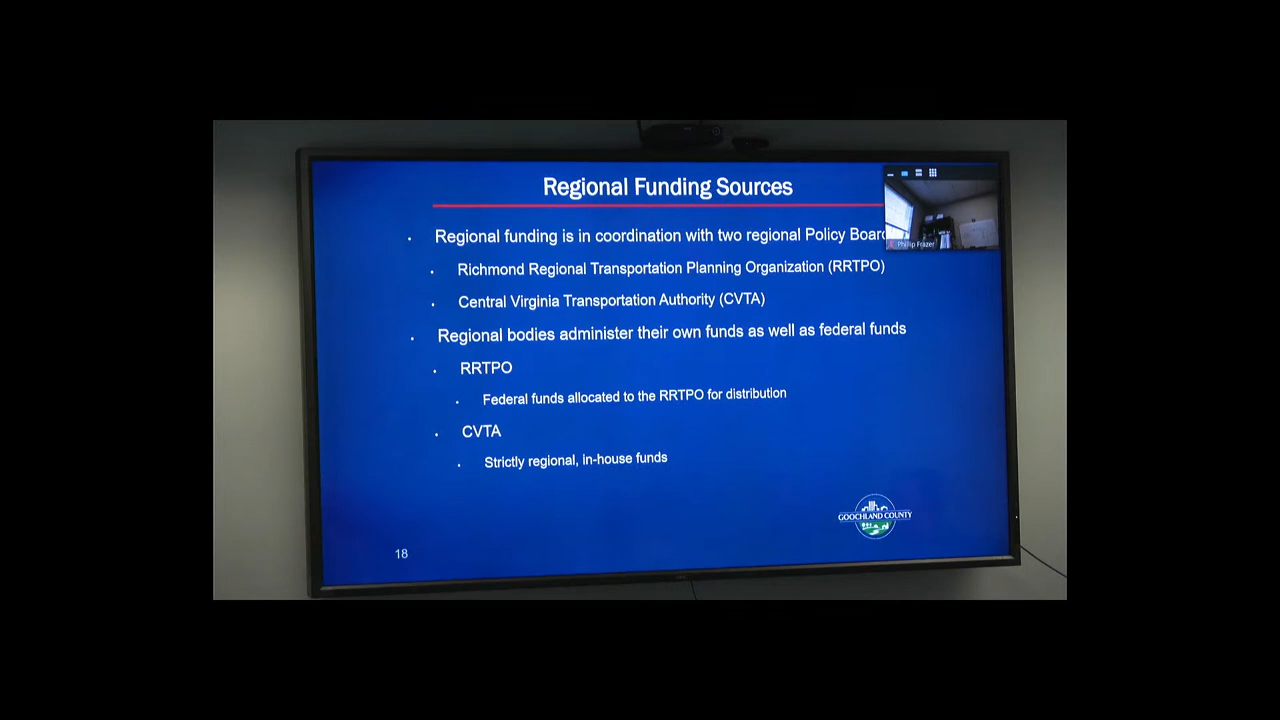 Regional Funding Sources
Regional funding is in coordination with two regional Policy Boar
Phillip Frazer
Richmond Regional Transportation Planning Organization (RRTPO)
Central Virginia Transportation Authority (CVTA)
Regional bodies administer their own funds as well as federal funds
RRTPO
Federal funds allocated to the RRTPO for distribution
CVTA
Strictly regional, in-house funds
GOOCHLAND COUNTY
18